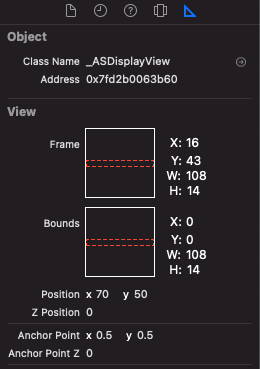 Object
Class Name _ASDisplayView
Address 0x7fd2b0063b60
View
Frame X: 16
Y: 43
W: 108
H: 14
Bounds X: 0
Y: 0
W: 108
H: 14
Position x 70 y 50
Z Position 0
Anchor Point x 0.5 y 0.5
Anchor Point Z 0